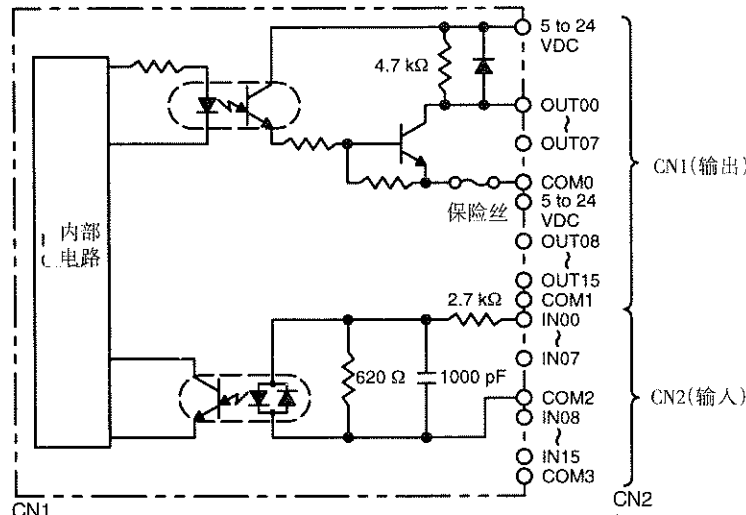 5 to 24
VDC
4.7 kΩ
OUT00
~
OUT07
CN1(输出)
COM0
保险丝
5 to 24
VDC
内部
电路
OUT08
~
OUT15
2.7 kΩ
COM1
IN00
~
IN07
620 Ω
1000 pF
COM2
CN2(输入)
IN08
~
IN15
COM3
CN1
CN2